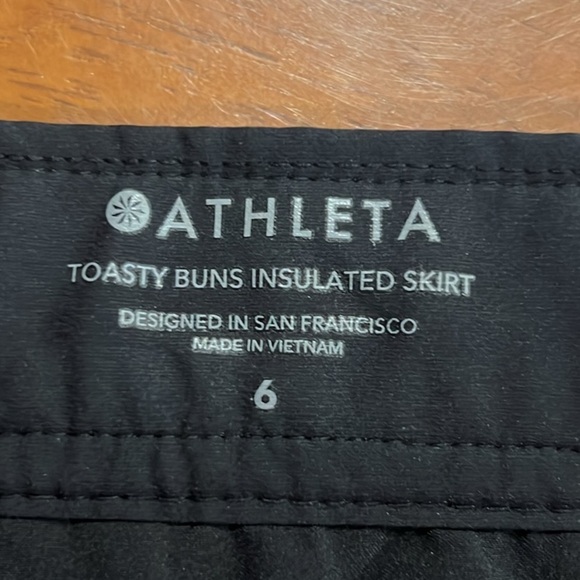 ATHLETA
TOASTY BUNS INSULATED SKIRT
DESIGNED IN SAN FRANCISCO
MADE IN VIETNAM
6